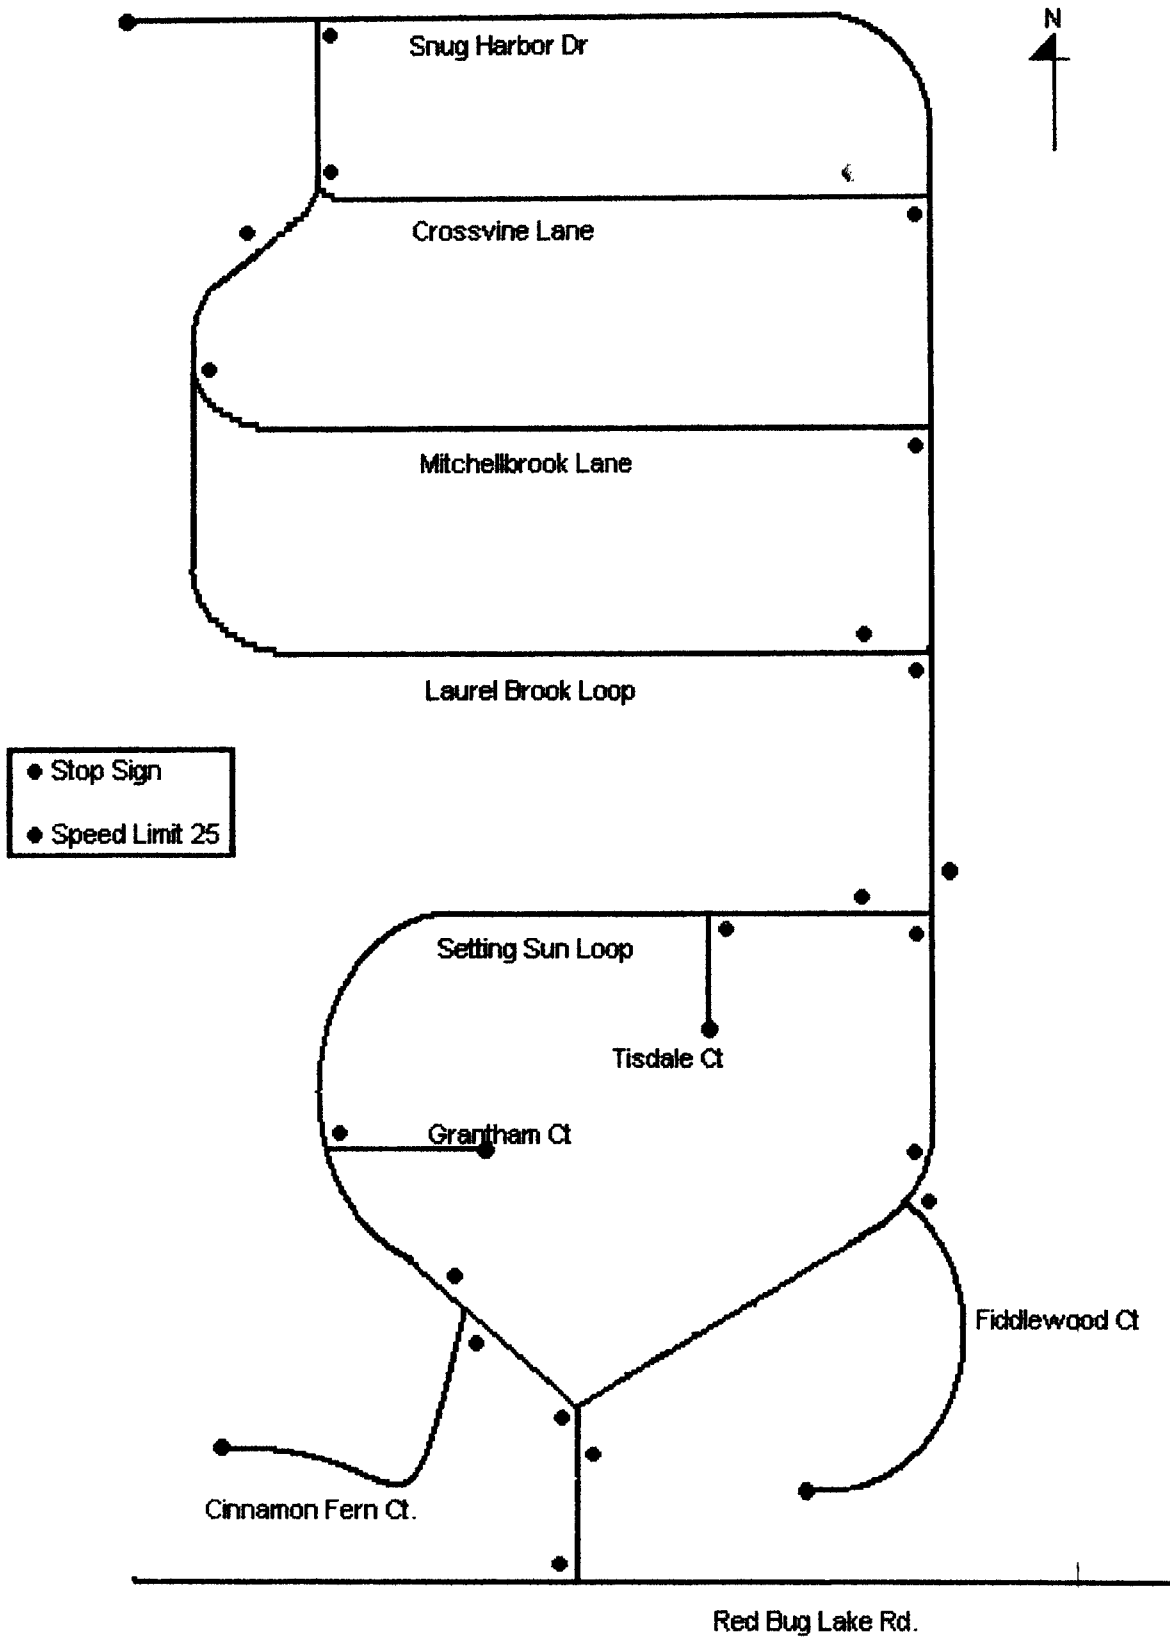 N
Snug Harbor Dr
Crossvine Lane
Mitchellbrook Lane
Laurel Brook Loop
Stop Sign
Speed Limit 25
Setting Sun Loop
Tisdale Ct
Grantham Ct
Fiddlewood Ct
Cinnamon Fern Ct.
Red Bug Lake Rd.